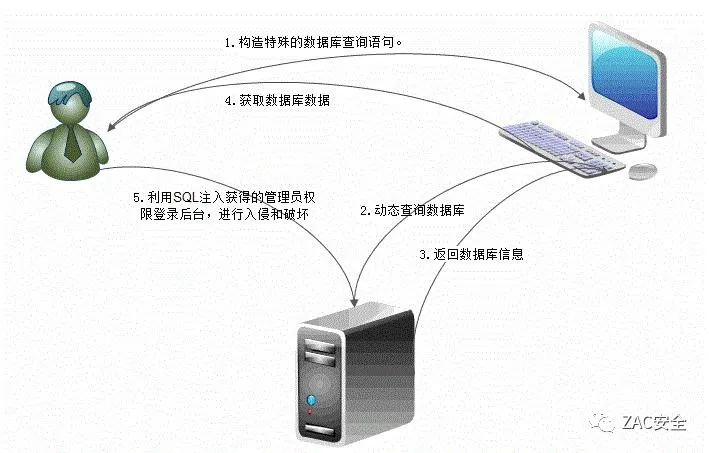 1. 构造特殊的数据库查询语句。
4. 获取数据库数据
5. 利用SQL注入获得的管理员权
限登录后台，进行入侵和破坏
2. 动态查询数据库
3. 返回数据库信息
ZAC安全